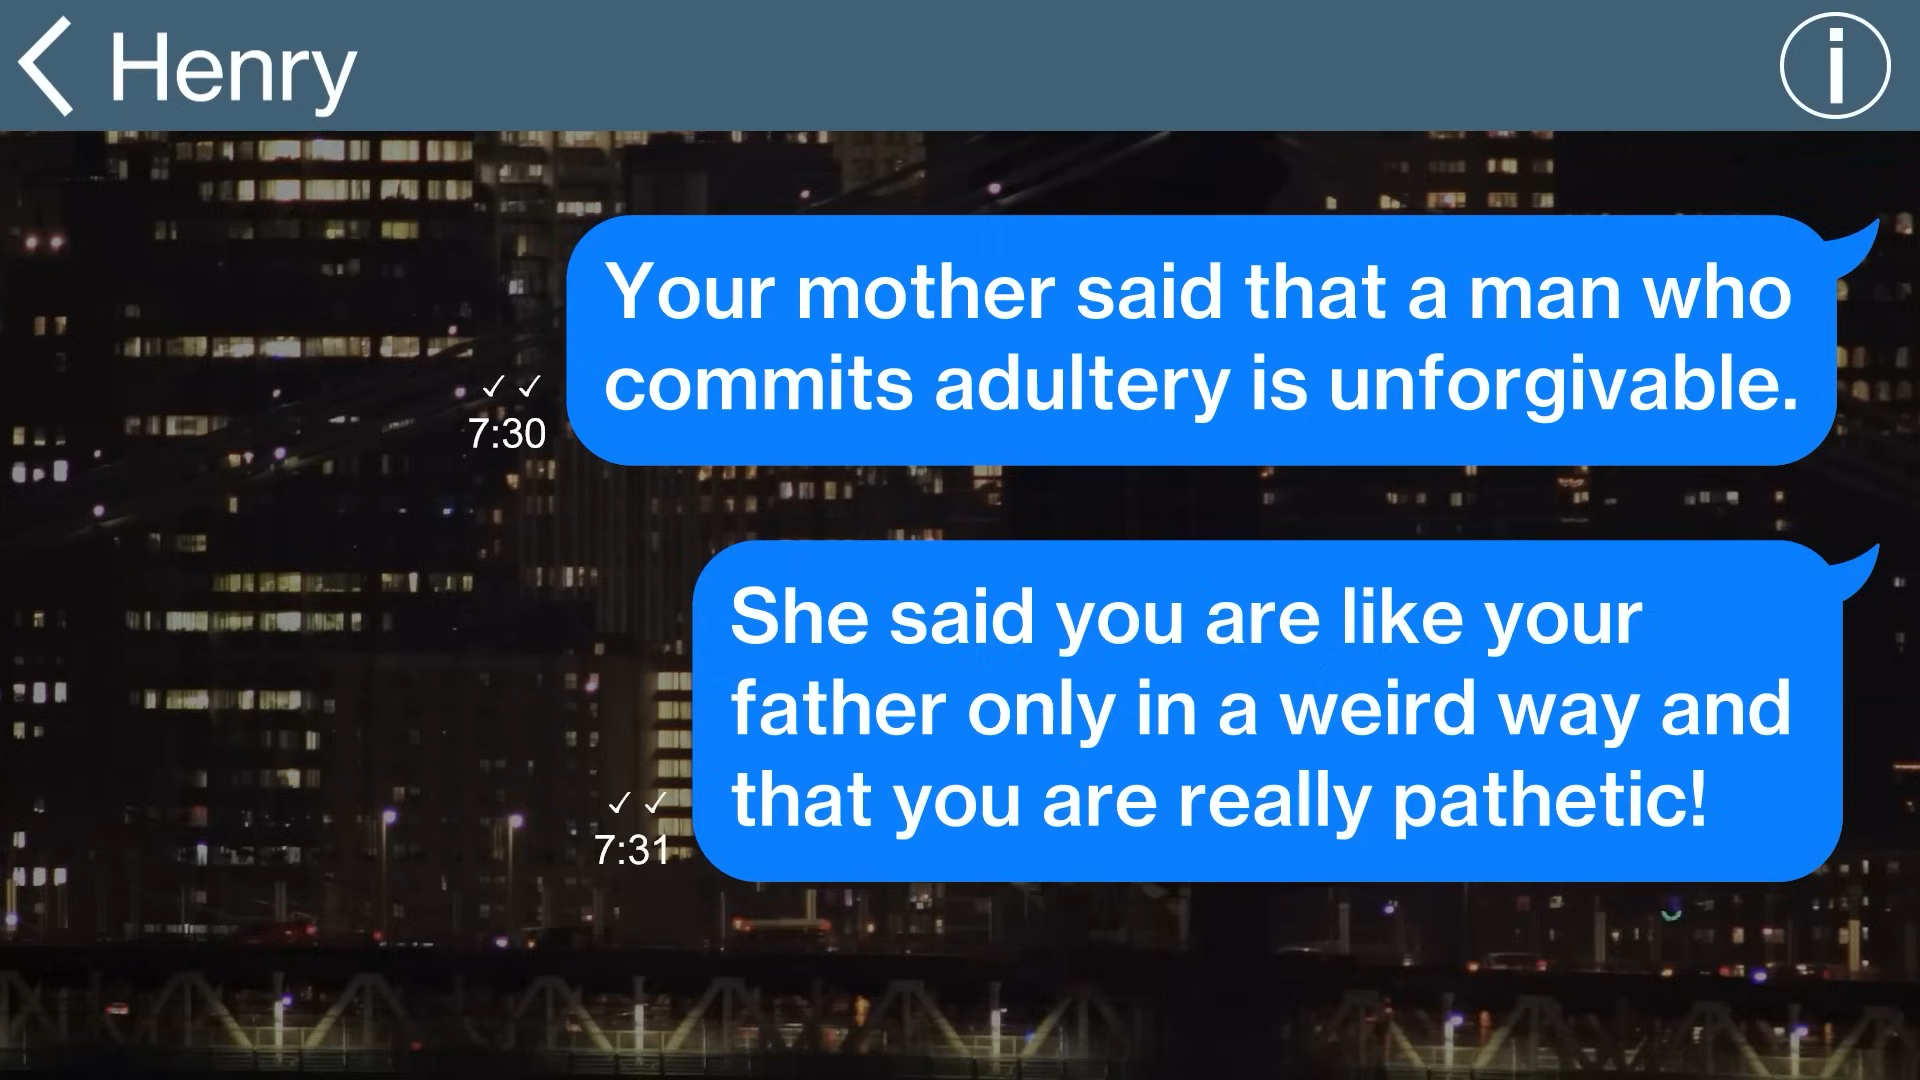 Henry
Your mother said that a man who
commits adultery is unforgivable.
✓ ✓
7:30
She said you are like your
father only in a weird way and
that you are really pathetic!
✓ ✓
7:31